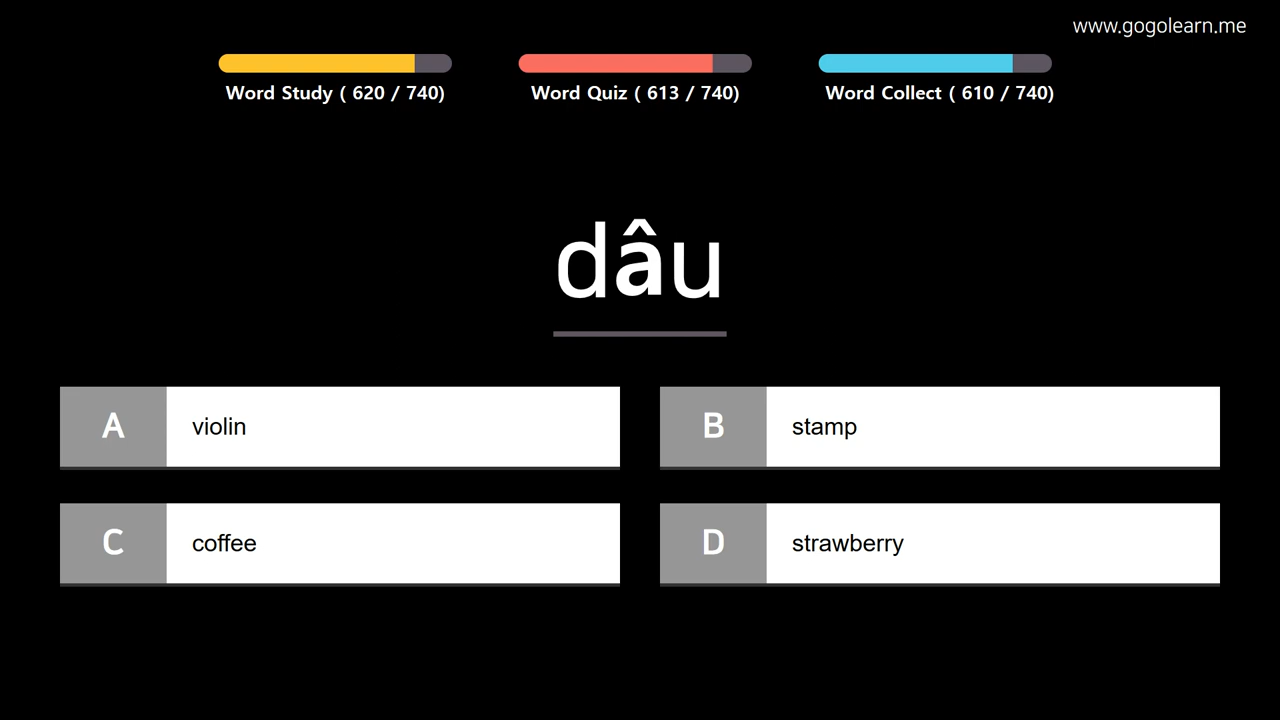 www.gogolearn.me
Word Study ( 620 / 740)
Word Quiz ( 613 / 740)
Word Collect ( 610 / 740)
dâu
A violin
B stamp
C coffee
D strawberry